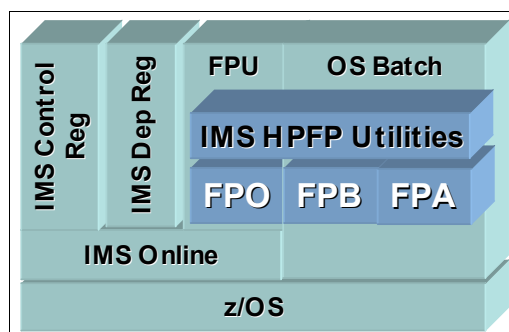 IMS Control
Reg
IMS Dep Reg
FPU
OS Batch
IMS HPFP Utilities
FPO
FPB
FPA
IMS Online
z/OS